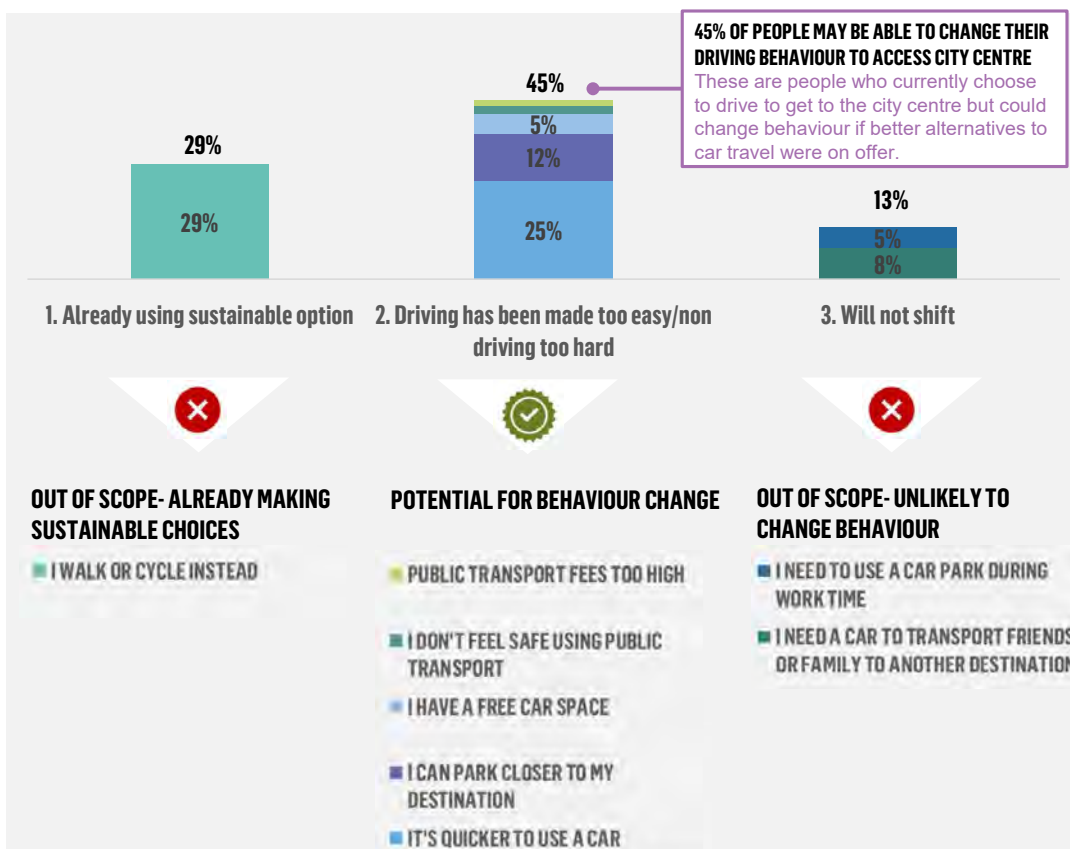 45% OF PEOPLE MAY BE ABLE TO CHANGE THEIR
DRIVING BEHAVIOUR TO ACCESS CITY CENTRE
These are people who currently choose
to drive to get to the city centre but could
change behaviour if better alternatives to
car travel were on offer.
29%
29%
45%
5%
12%
25%
13%
5%
8%
1. Already using sustainable option
2. Driving has been made too easy/non
driving too hard
3. Will not shift
OUT OF SCOPE- ALREADY MAKING
SUSTAINABLE CHOICES
I WALK OR CYCLE INSTEAD
POTENTIAL FOR BEHAVIOUR CHANGE
PUBLIC TRANSPORT FEES TOO HIGH
I DON'T FEEL SAFE USING PUBLIC
TRANSPORT
I HAVE A FREE CAR SPACE
I CAN PARK CLOSER TO MY
DESTINATION
IT'S QUICKER TO USE A CAR
OUT OF SCOPE- UNLIKELY TO
CHANGE BEHAVIOUR
I NEED TO USE A CAR PARK DURING
WORK TIME
I NEED A CAR TO TRANSPORT FRIENDS
OR FAMILY TO ANOTHER DESTINATION